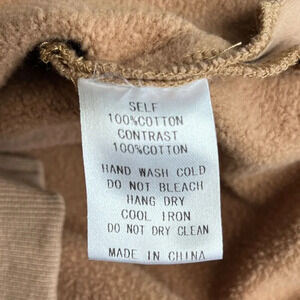 SELF
100%COTTON
CONTRAST
100%COTTON
HAND WASH COLD
DO NOT BLEACH
HANG DRY
COOL IRON
DO NOT DRY CLEAN
MADE IN CHINA